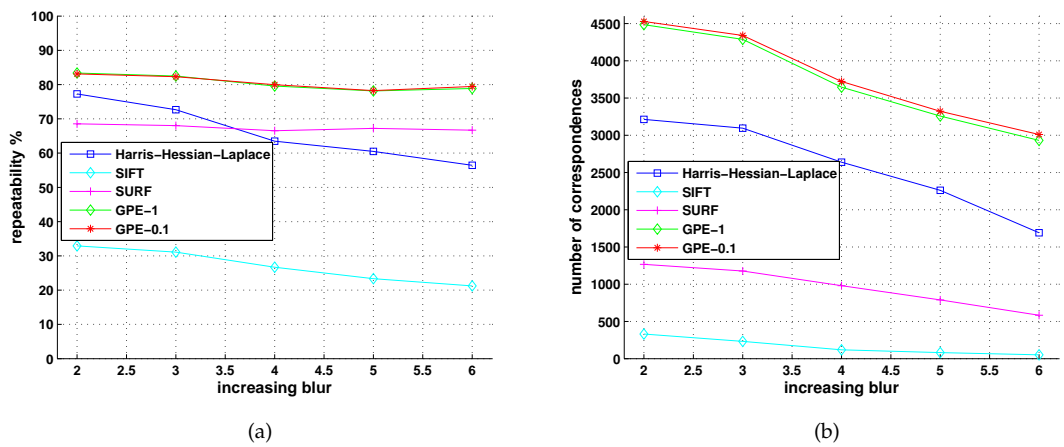 100
90
80
70
60
50
40
30
20
10
0
repeatability %
Harris-Hessian-Laplace
SIFT
SURF
GPE-1
GPE-0.1
2 2.5 3 3.5 4 4.5 5 5.5 6
increasing blur
(a)
4500
4000
3500
3000
2500
2000
1500
1000
500
0
number of correspondences
Harris-Hessian-Laplace
SIFT
SURF
GPE-1
GPE-0.1
2 2.5 3 3.5 4 4.5 5 5.5 6
increasing blur
(b)